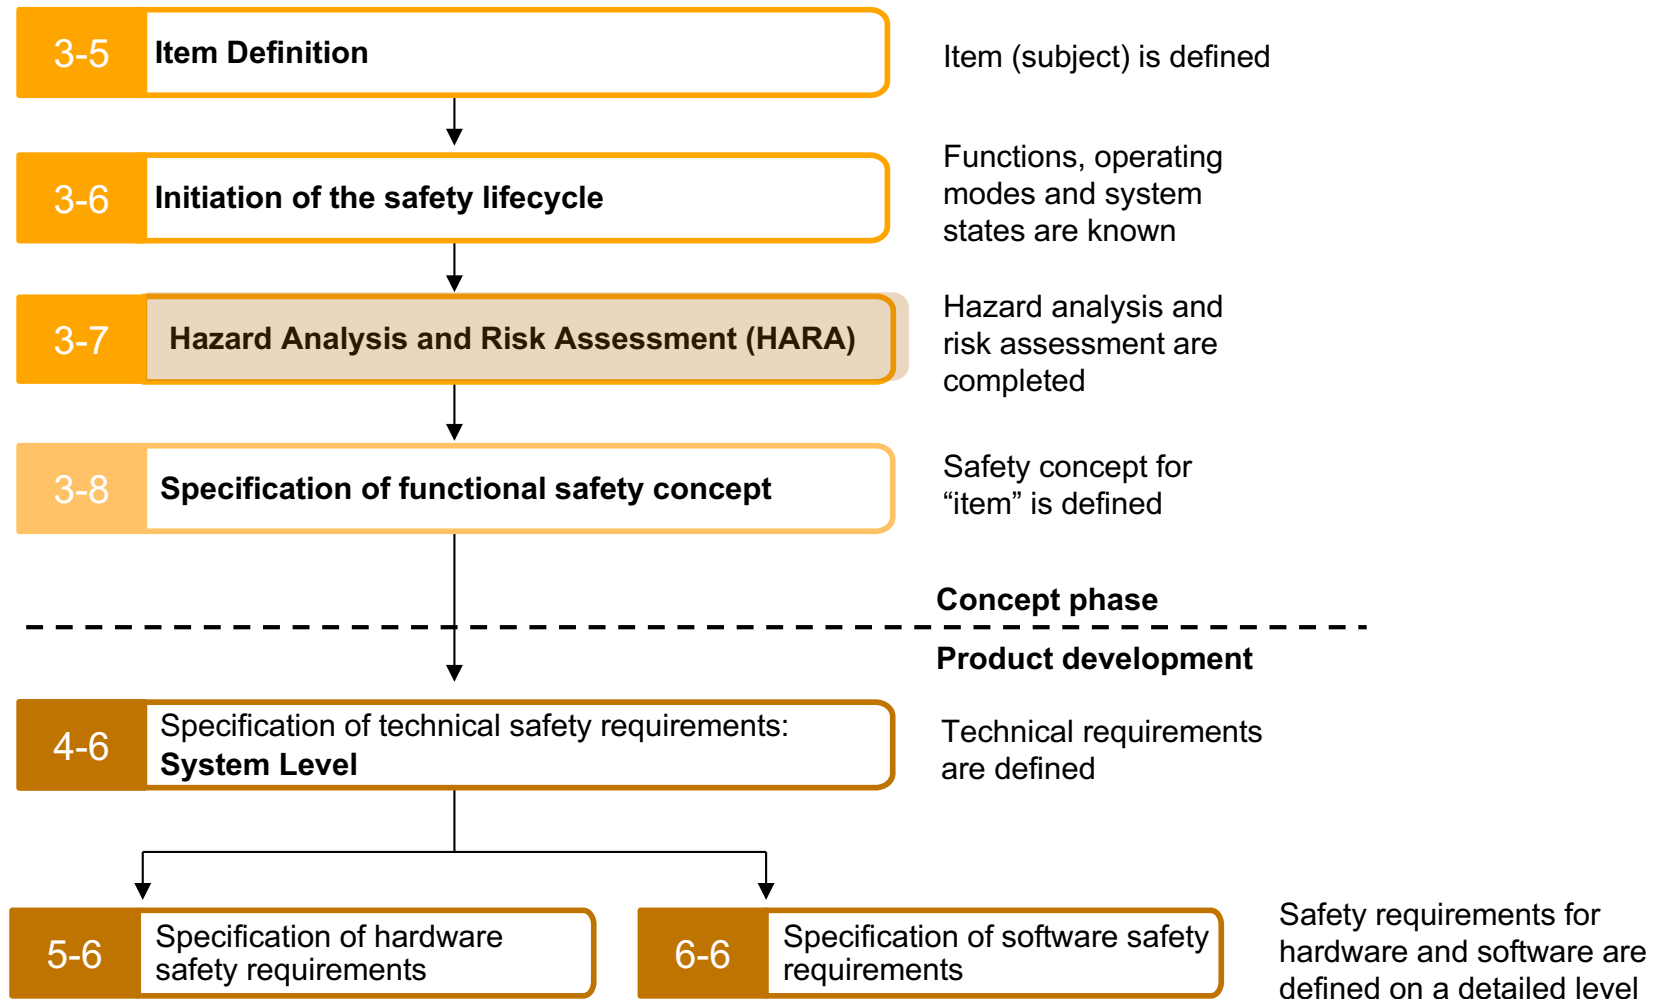 3-5
Item Definition
Item (subject) is defined
3-6
Initiation of the safety lifecycle
Functions, operating
modes and system
states are known
3-7
Hazard Analysis and Risk Assessment (HARA)
Hazard analysis and
risk assessment are
completed
3-8
Specification of functional safety concept
Safety concept for
“item” is defined
Concept phase
Product development
4-6
Specification of technical safety requirements:
System Level
Technical requirements
are defined
5-6
Specification of hardware
safety requirements
6-6
Specification of software safety
requirements
Safety requirements for
hardware and software are
defined on a detailed level